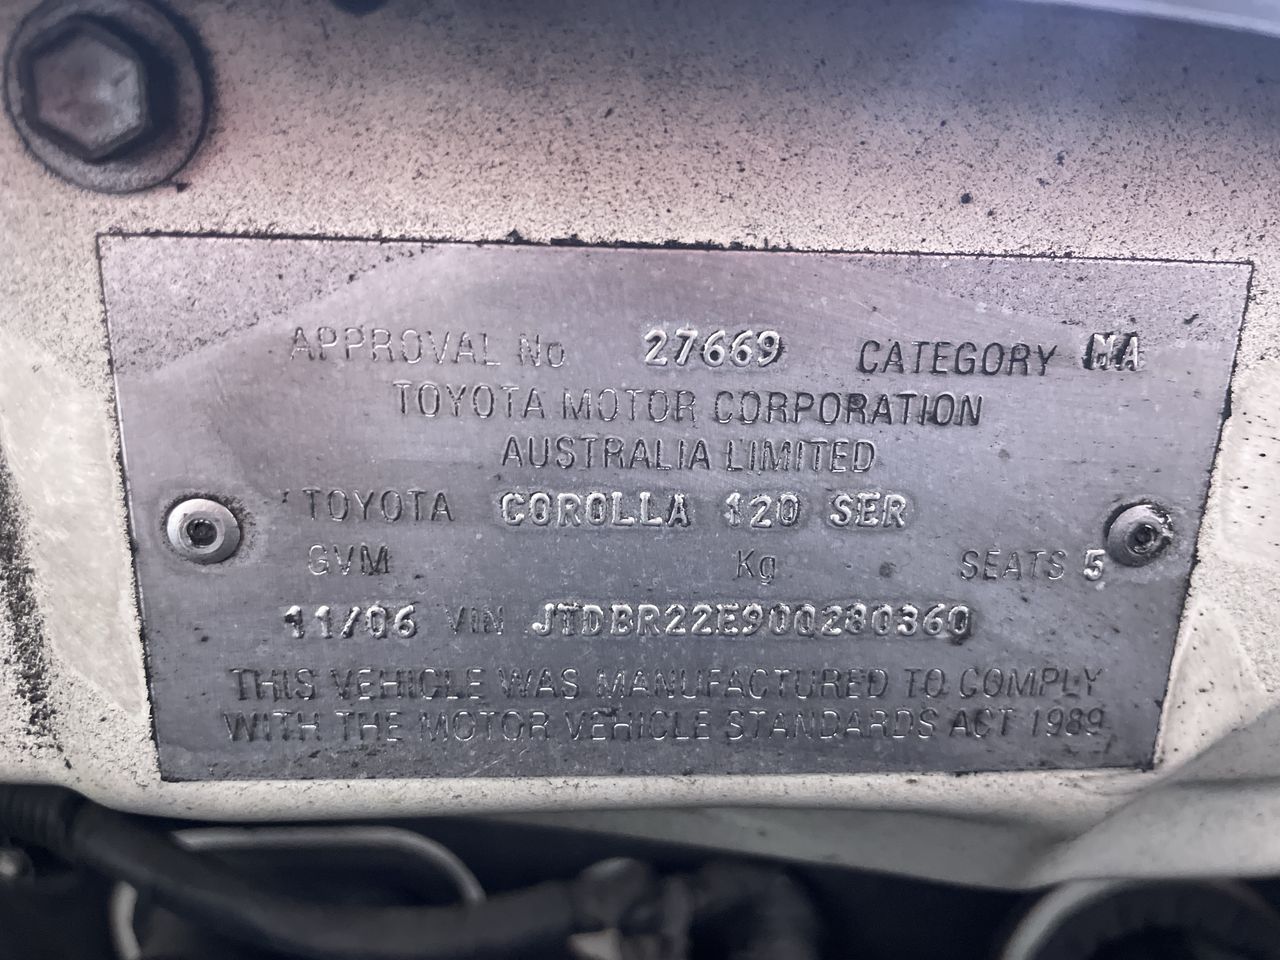 APPROVAL No 27669 CATEGORY MA
TOYOTA MOTOR CORPORATION
AUSTRALIA LIMITED
TOYOTA COROLLA 120 SER
GVM Kg SEATS 5
11/06 VIN JTDBR22E900280360
THIS VEHICLE WAS MANUFACTURED TO COMPLY
WITH THE MOTOR VEHICLE STANDARDS ACT 1989